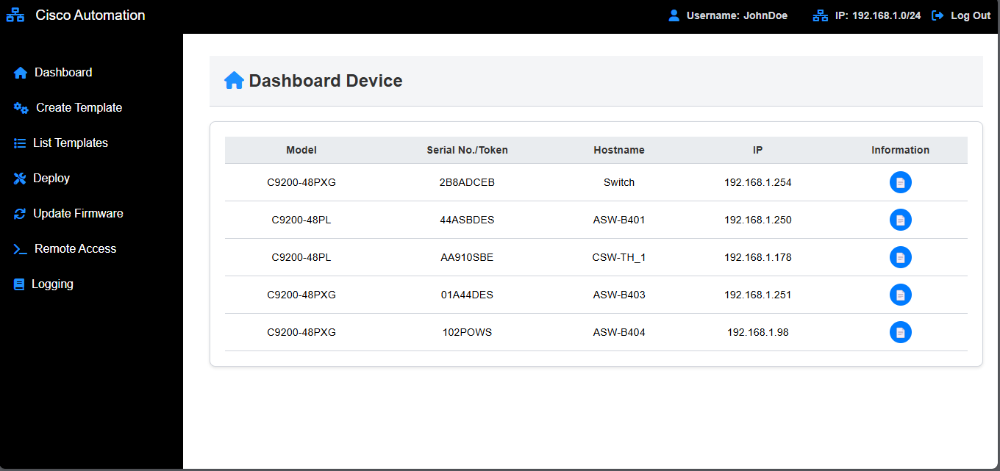 Cisco Automation
Username: JohnDoe
IP: 192.168.1.0/24
Log Out
Dashboard
Create Template
List Templates
Deploy
Update Firmware
Remote Access
Logging
Dashboard Device
Model Serial No./Token Hostname IP Information
C9200-48PXG 2B8ADCEB Switch 192.168.1.254
C9200-48PL 44ASBDES ASW-B401 192.168.1.250
C9200-48PL AA910SBE CSW-TH_1 192.168.1.178
C9200-48PXG 01A44DES ASW-B403 192.168.1.251
C9200-48PXG 102POWS ASW-B404 192.168.1.98